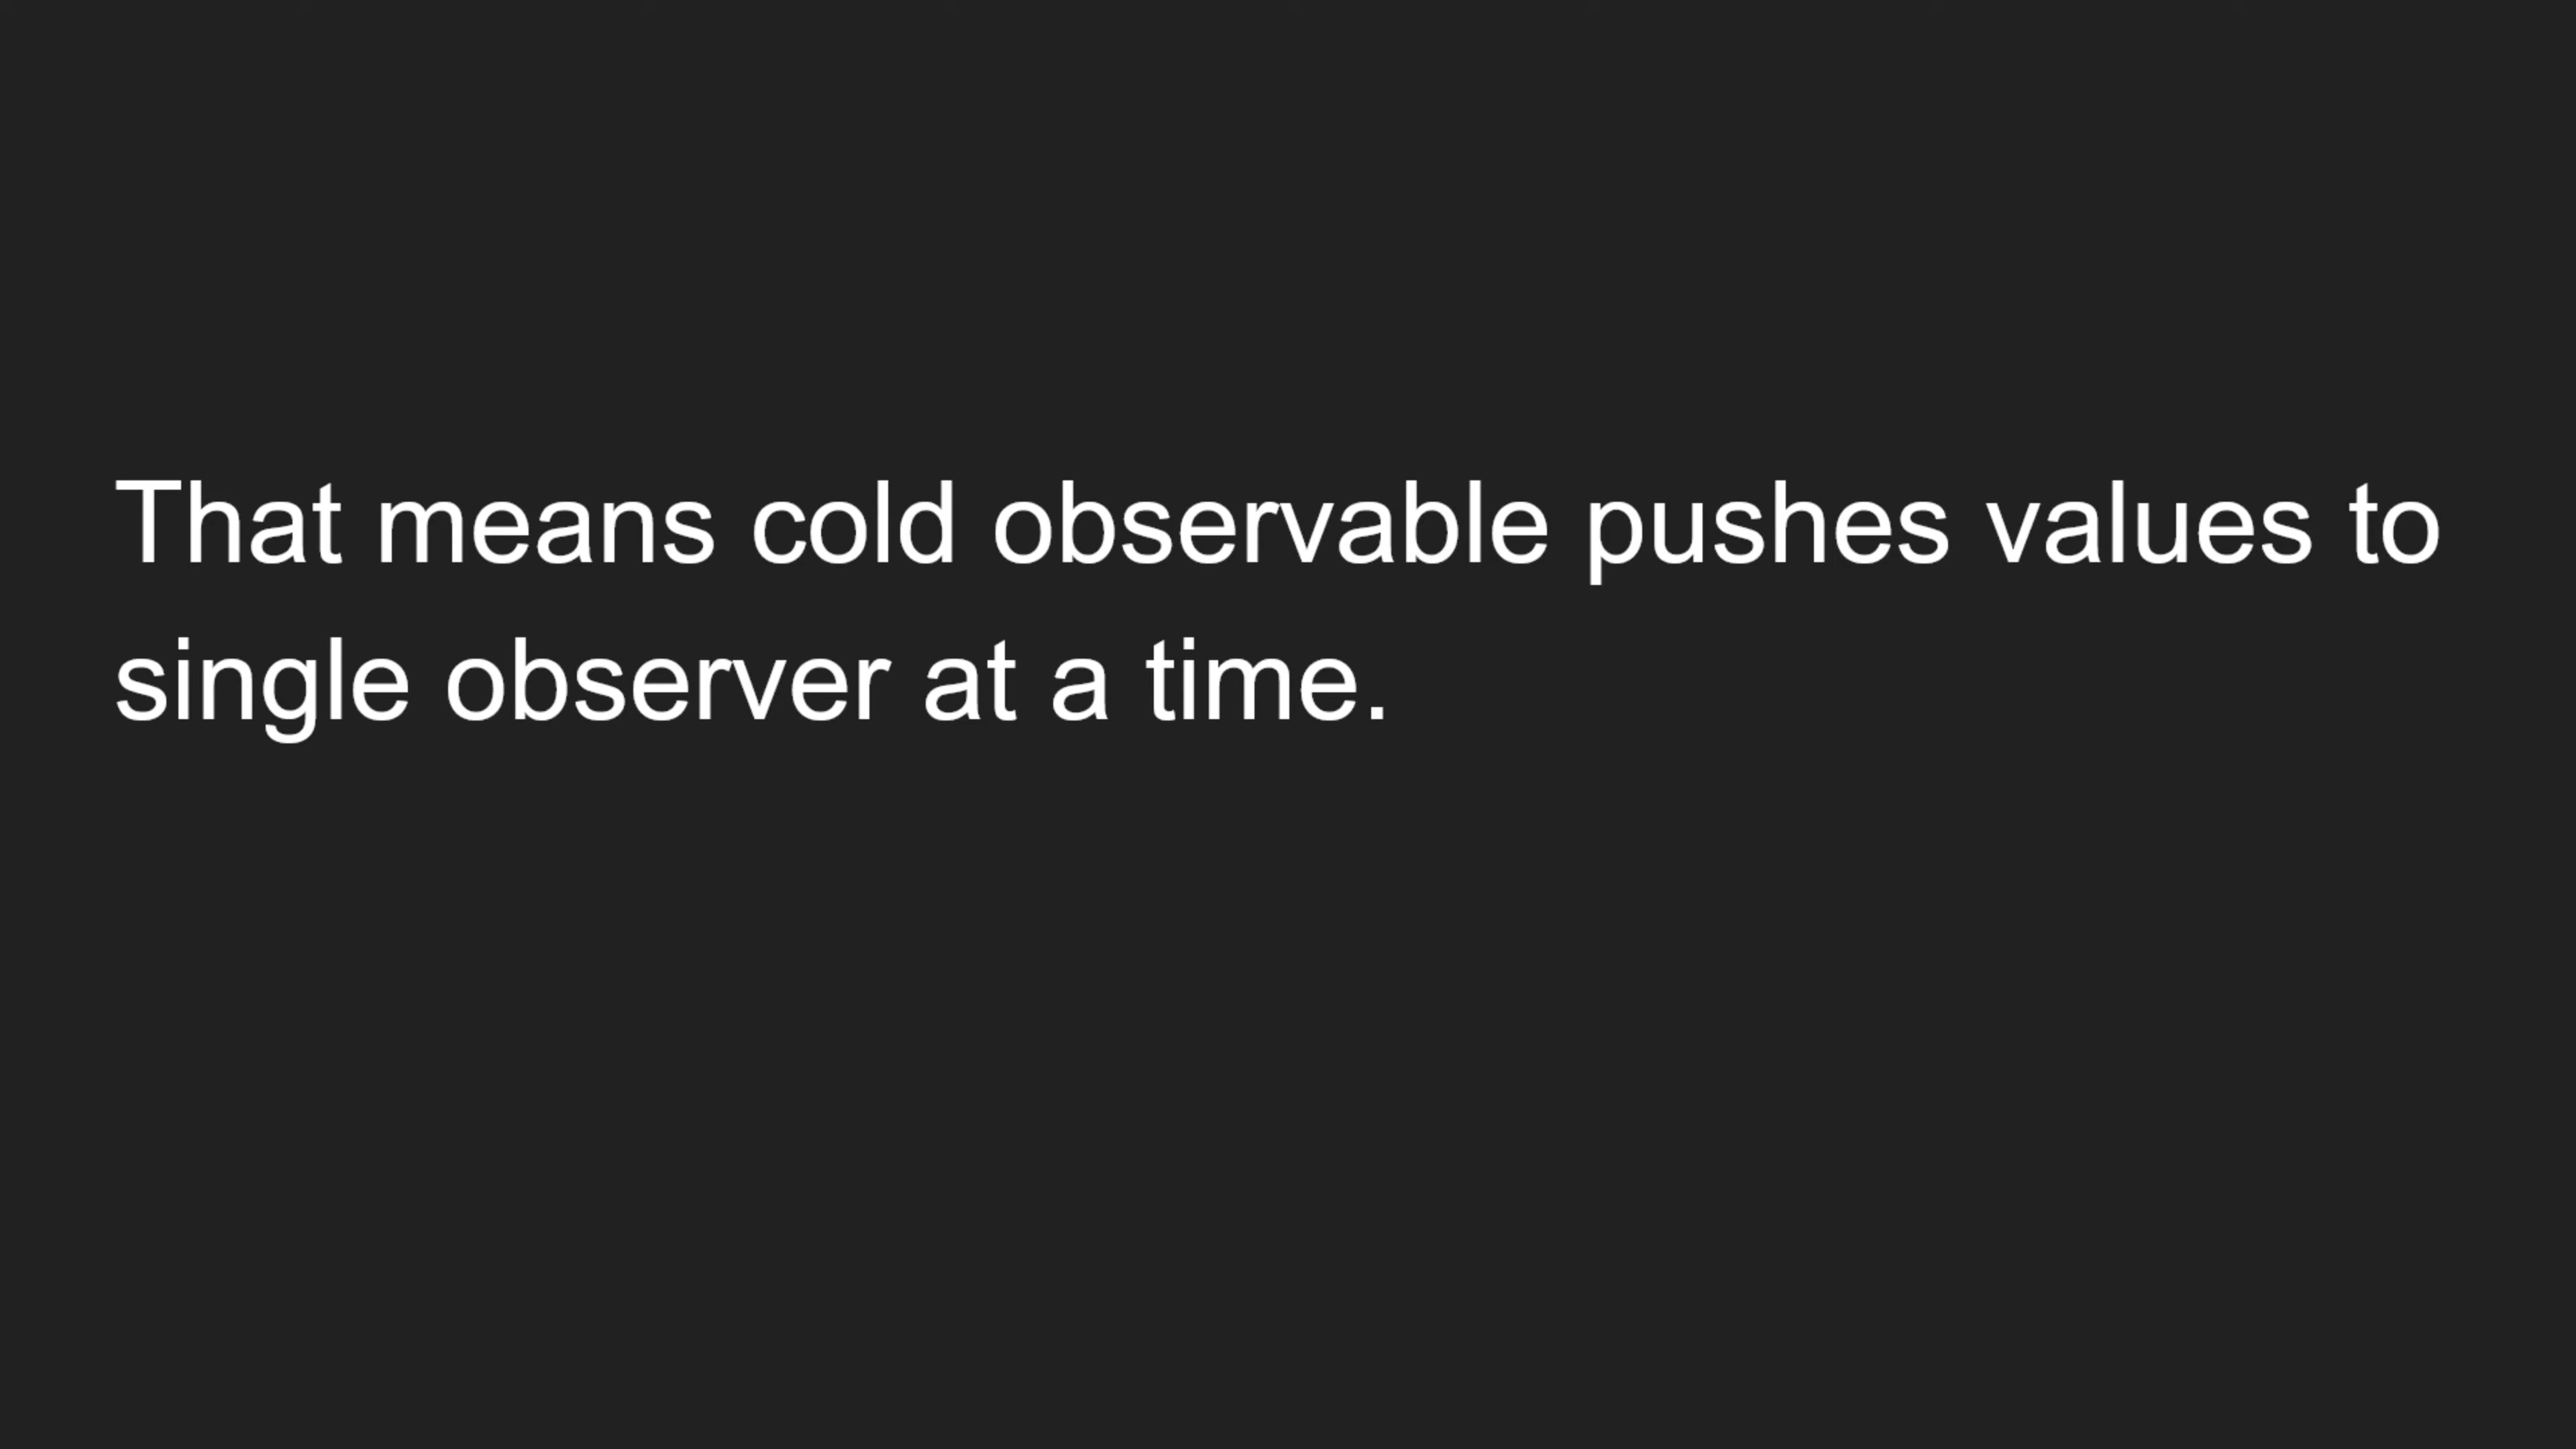 That means cold observable pushes values to
single observer at a time.